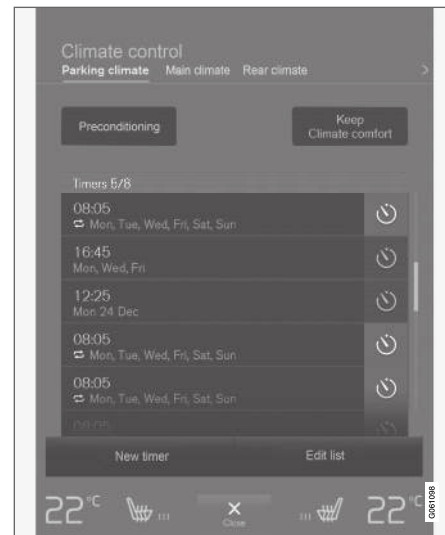 Climate control
Parking climate Main climate Rear climate >
Preconditioning
Keep
Climate comfort
Timers 5/8
08:05
Mon, Tue, Wed, Fri, Sat, Sun
16:45
Mon, Wed, Fri
12:25
Mon 24 Dec
08:05
Mon, Tue, Wed, Fri, Sat, Sun
08:05
Mon, Tue, Wed, Fri, Sat, Sun
New timer Edit list
22°C 22°C
Close
G061098